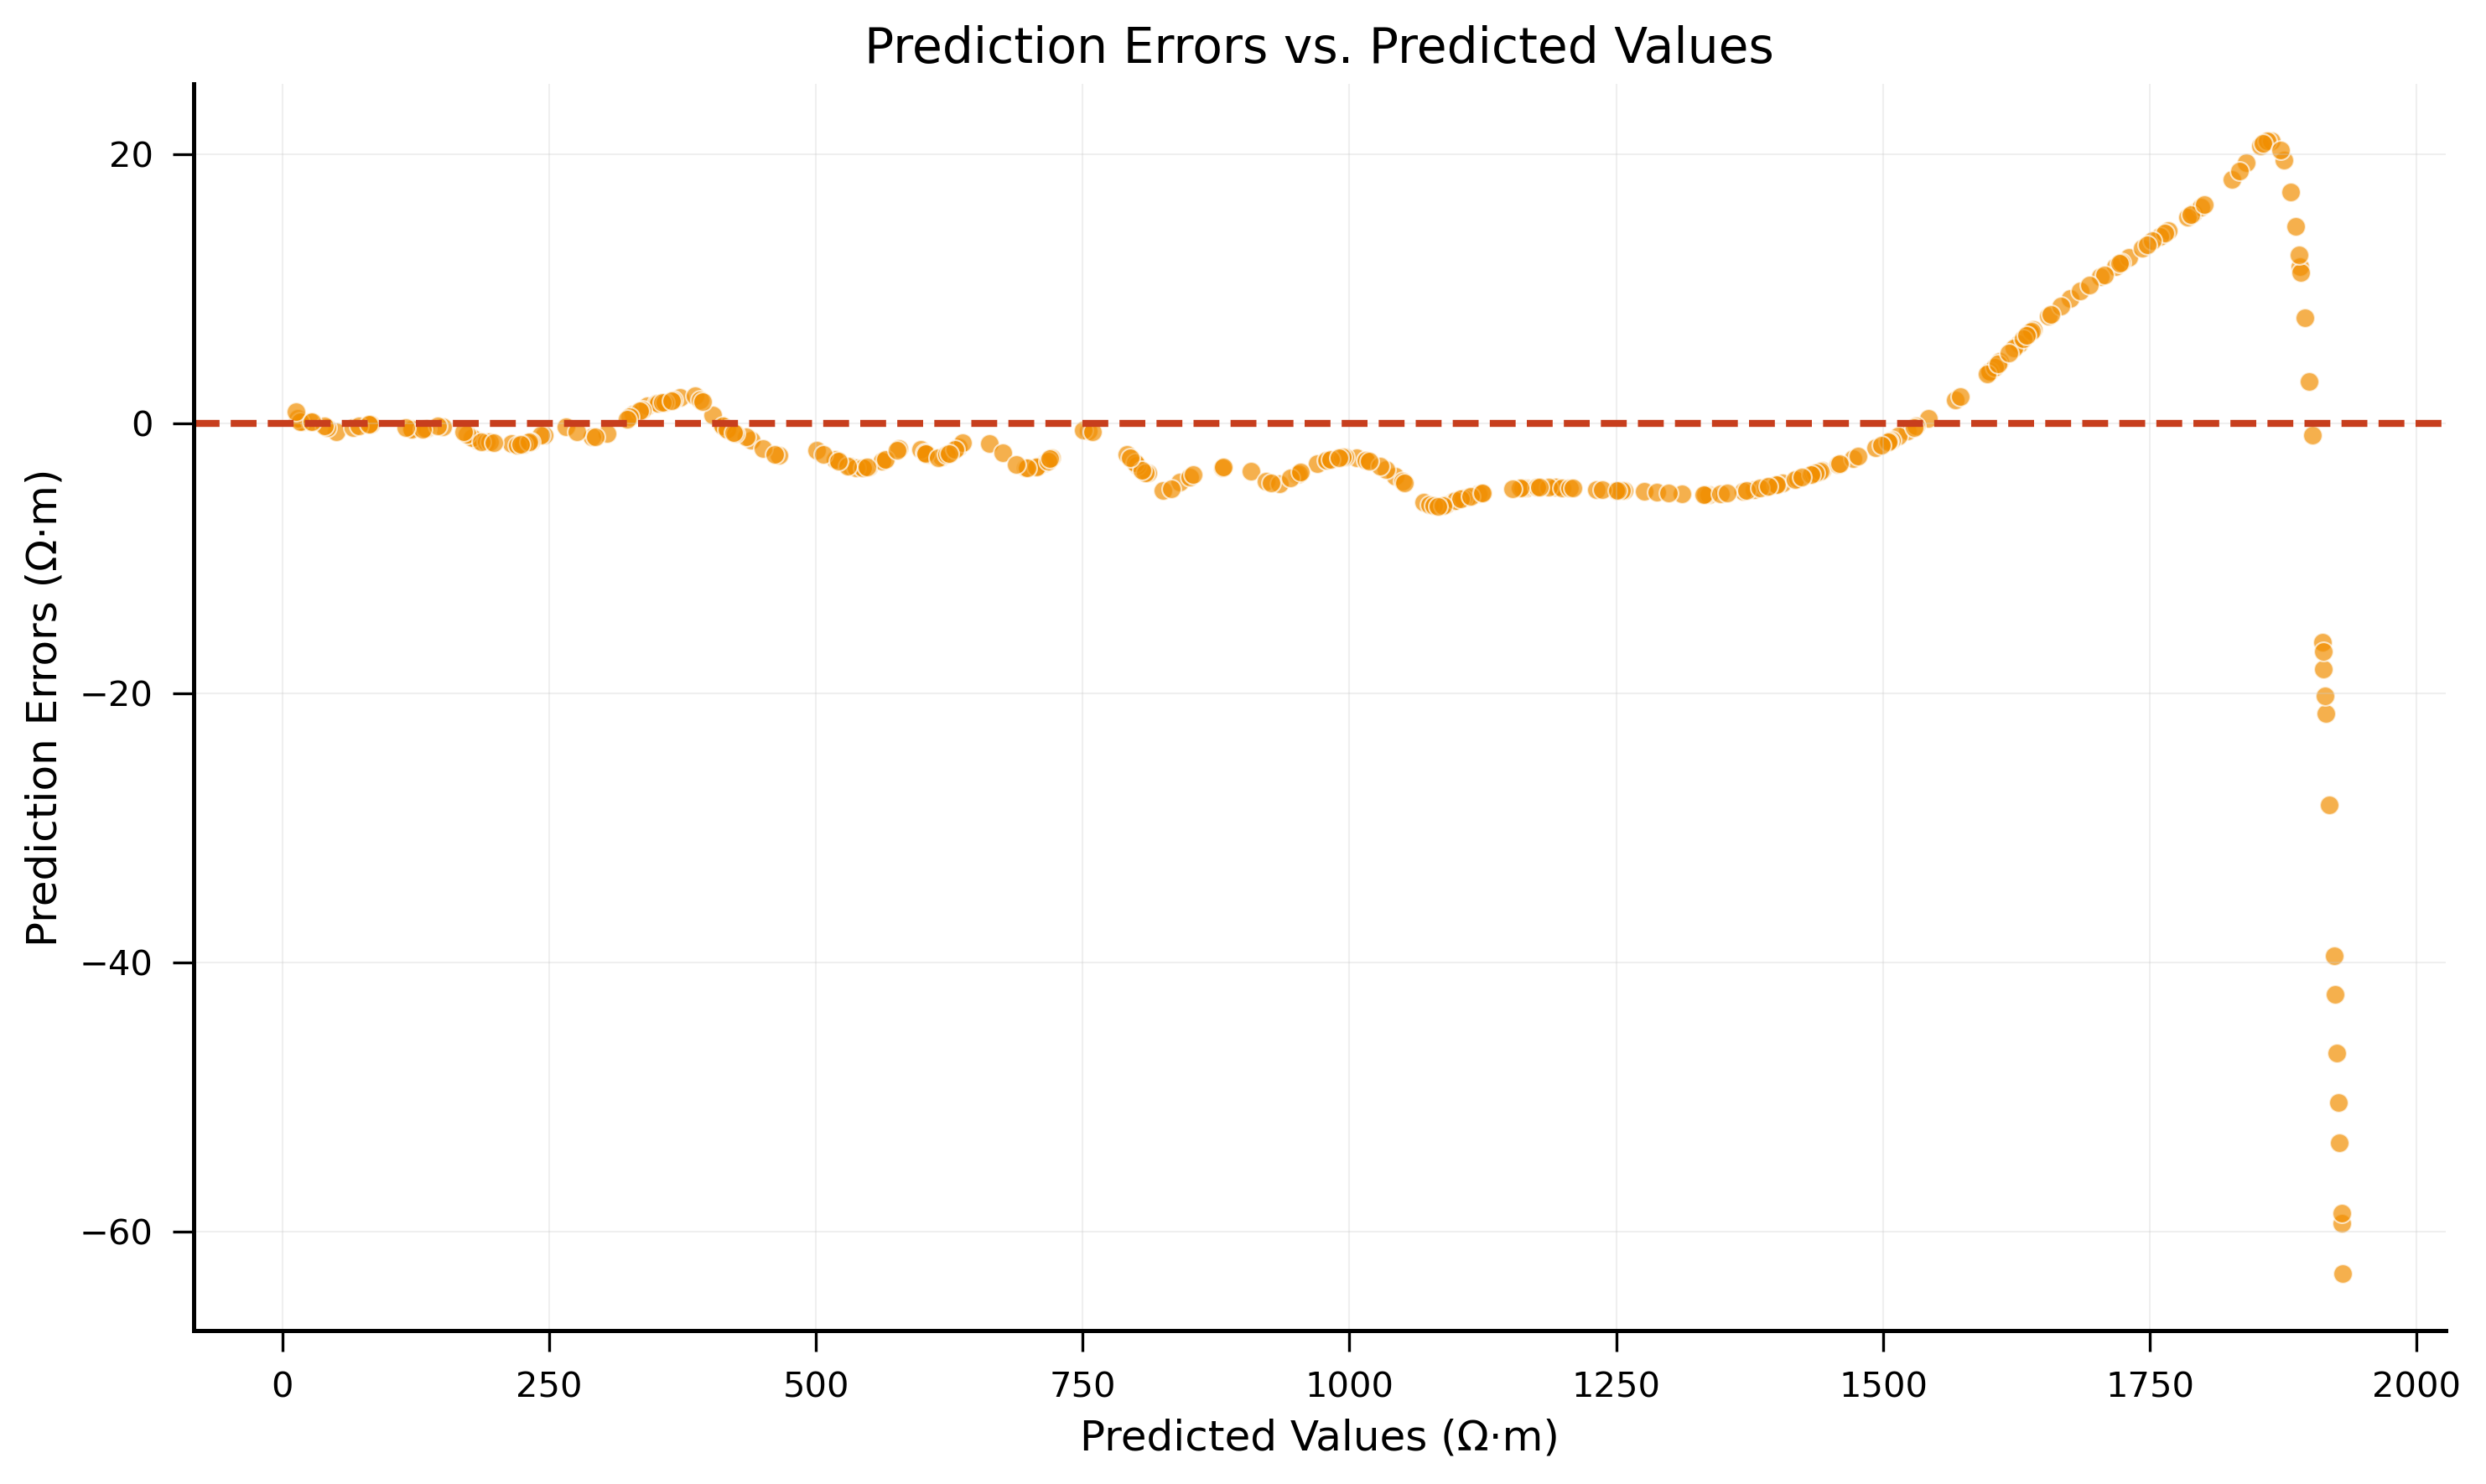 Prediction Errors vs. Predicted Values
Prediction Errors (Ω·m)
20
0
−20
−40
−60
0 250 500 750 1000 1250 1500 1750 2000
Predicted Values (Ω·m)